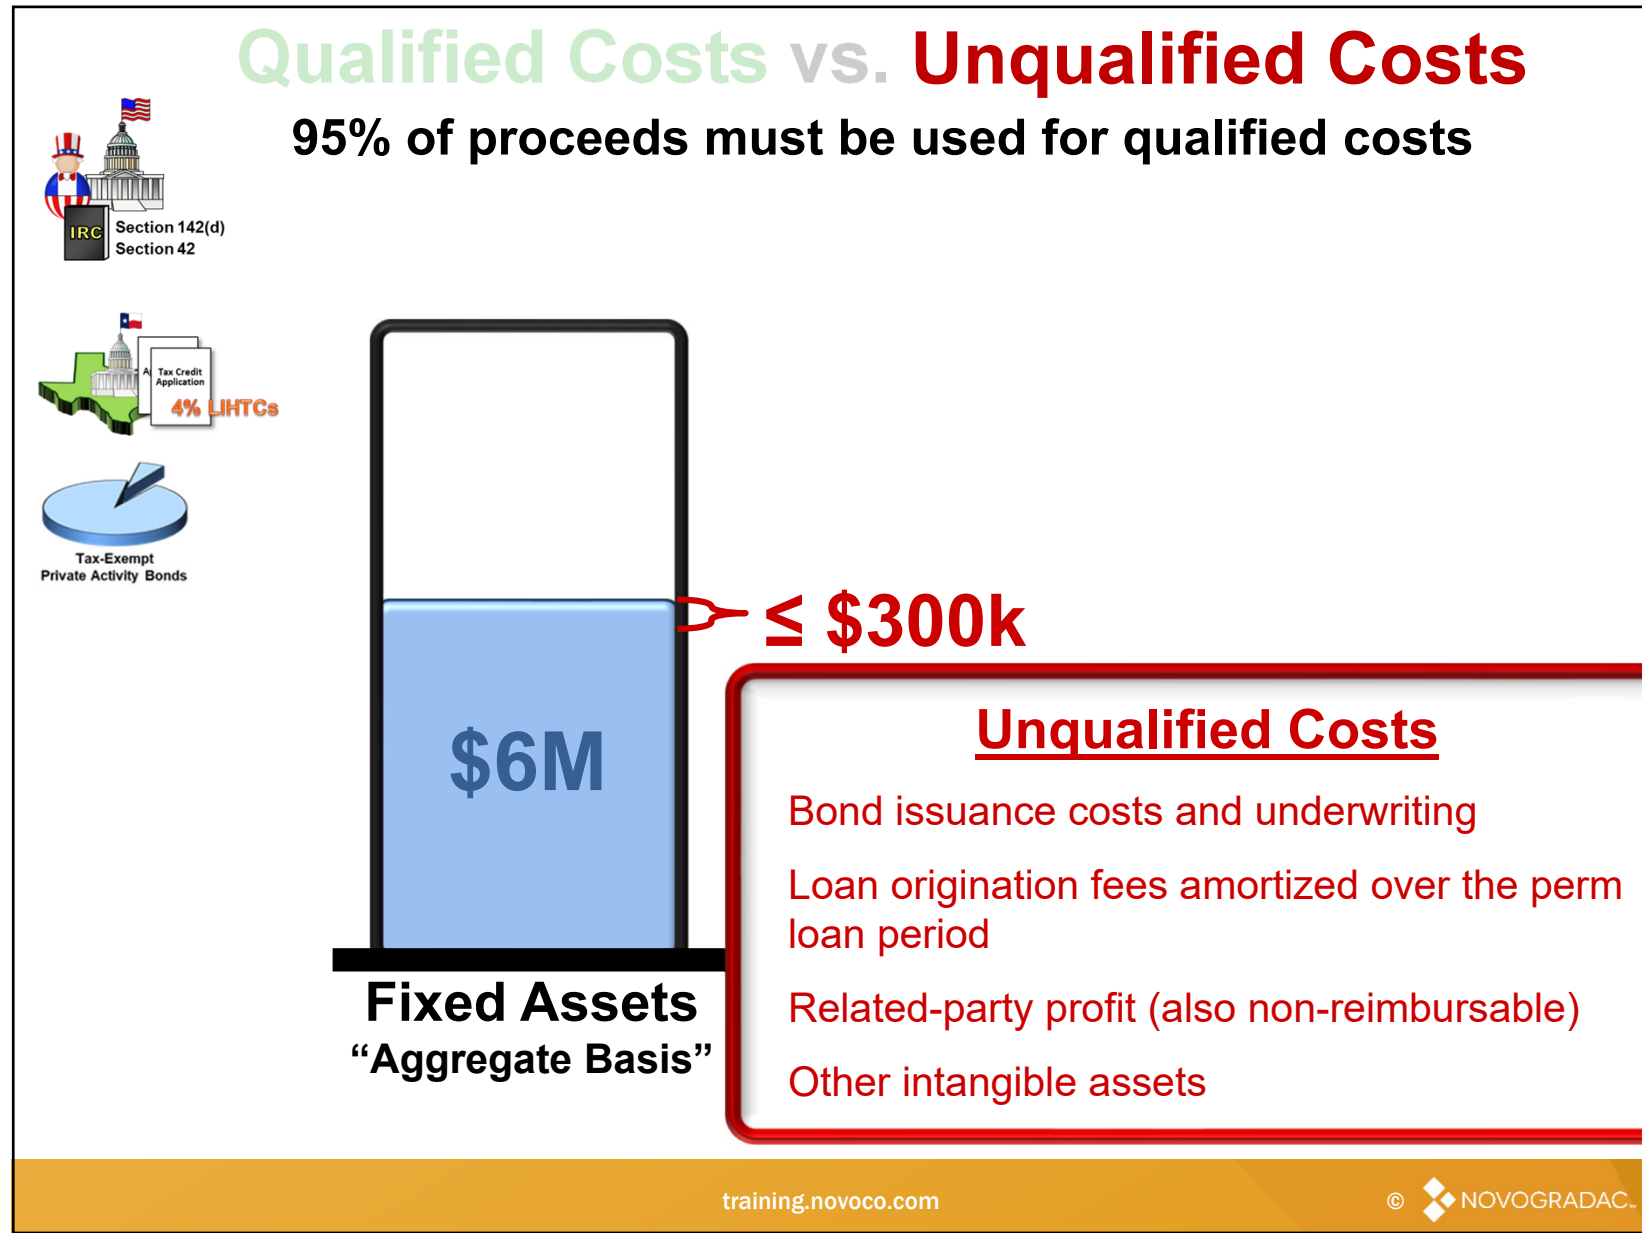 Qualified Costs vs. Unqualified Costs
95% of proceeds must be used for qualified costs
IRC
Section 142(d)
Section 42
Tax Credit
Application
4% LIHTCs
Tax-Exempt
Private Activity Bonds
≤ $300k
$6M
Unqualified Costs
Bond issuance costs and underwriting
Loan origination fees amortized over the perm
loan period
Related-party profit (also non-reimbursable)
Other intangible assets
Fixed Assets
“Aggregate Basis”
training.novoco.com
© NOVOGRADAC